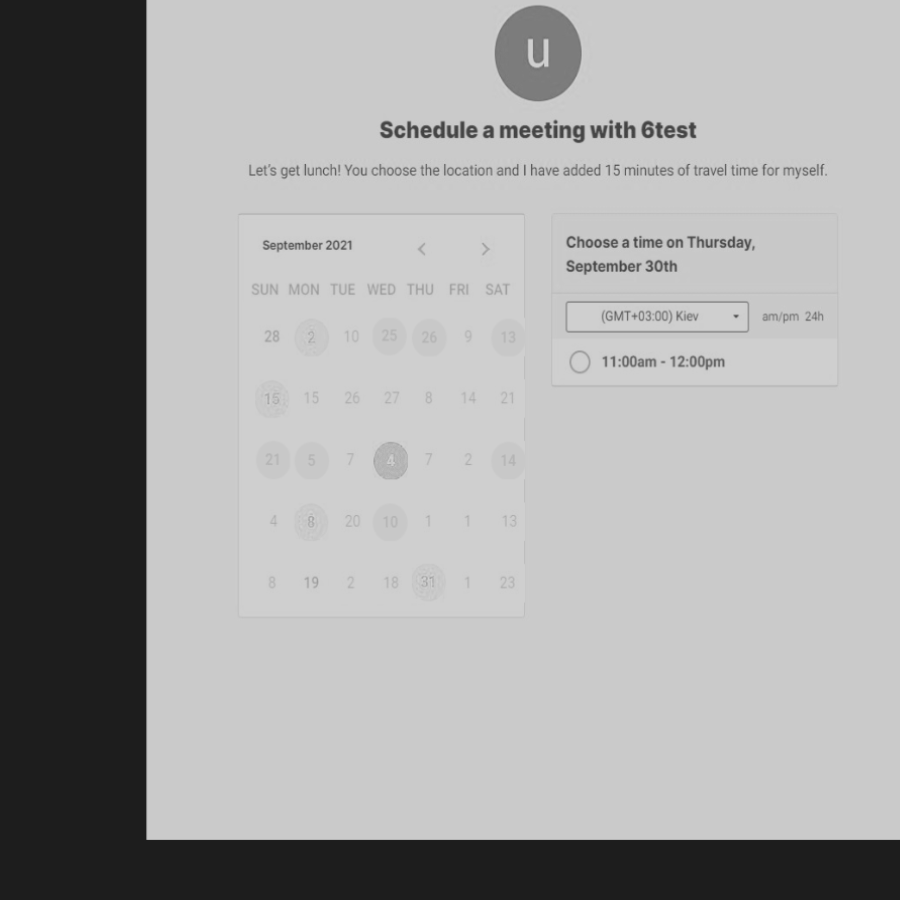 u
Schedule a meeting with 6test
Let's get lunch! You choose the location and I have added 15 minutes of travel time for myself.
September 2021
SUN MON TUE WED THU FRI SAT
28 2 10 25 26 9 13
15 15 26 27 8 14 21
21 5 7 4 7 2 14
4 8 20 10 1 1 13
8 19 2 18 31 1 23
Choose a time on Thursday,
September 30th
(GMT+03:00) Kiev am/pm 24h
11:00am - 12:00pm